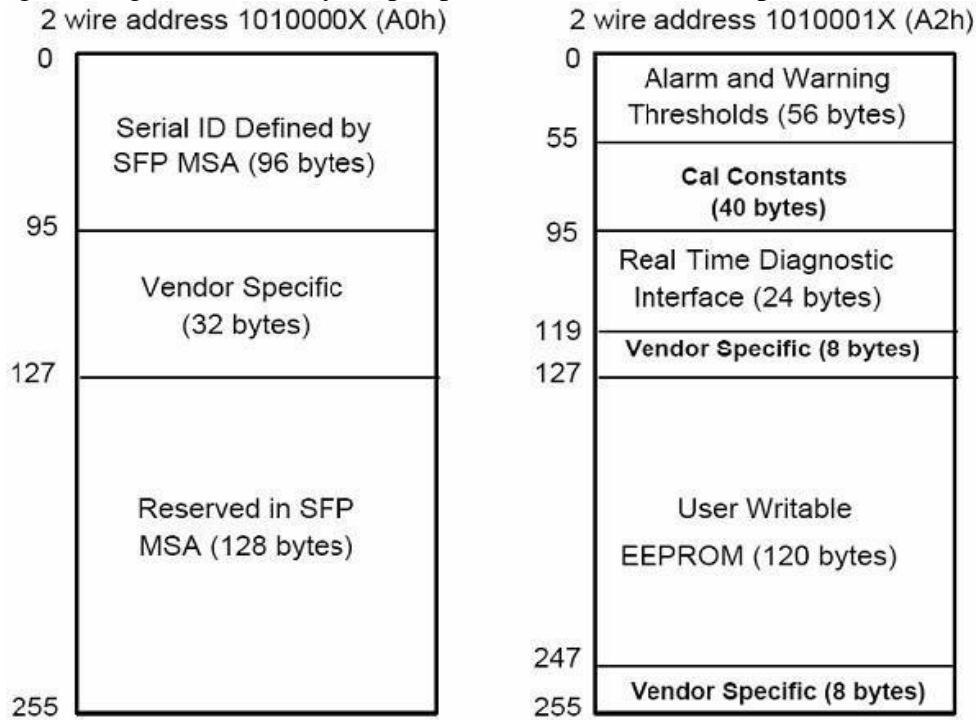 2 wire address 1010000X (A0h)
0
Serial ID Defined by
SFP MSA (96 bytes)
95
Vendor Specific
(32 bytes)
127
Reserved in SFP
MSA (128 bytes)
255
2 wire address 1010001X (A2h)
0
Alarm and Warning
Thresholds (56 bytes)
55
Cal Constants
(40 bytes)
95
Real Time Diagnostic
Interface (24 bytes)
119
Vendor Specific (8 bytes)
127
User Writable
EEPROM (120 bytes)
247
Vendor Specific (8 bytes)
255